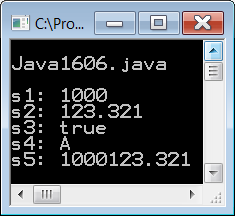 C:\Pro...
Java1606.java
s1: 1000
s2: 123.321
s3: true
s4: A
s5: 1000123.321